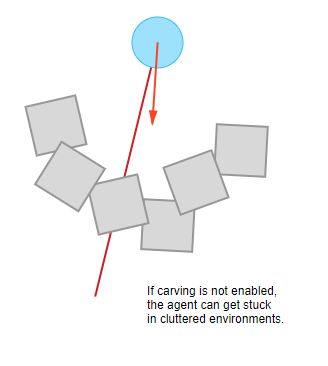 If carving is not enabled,
the agent can get stuck
in cluttered environments.